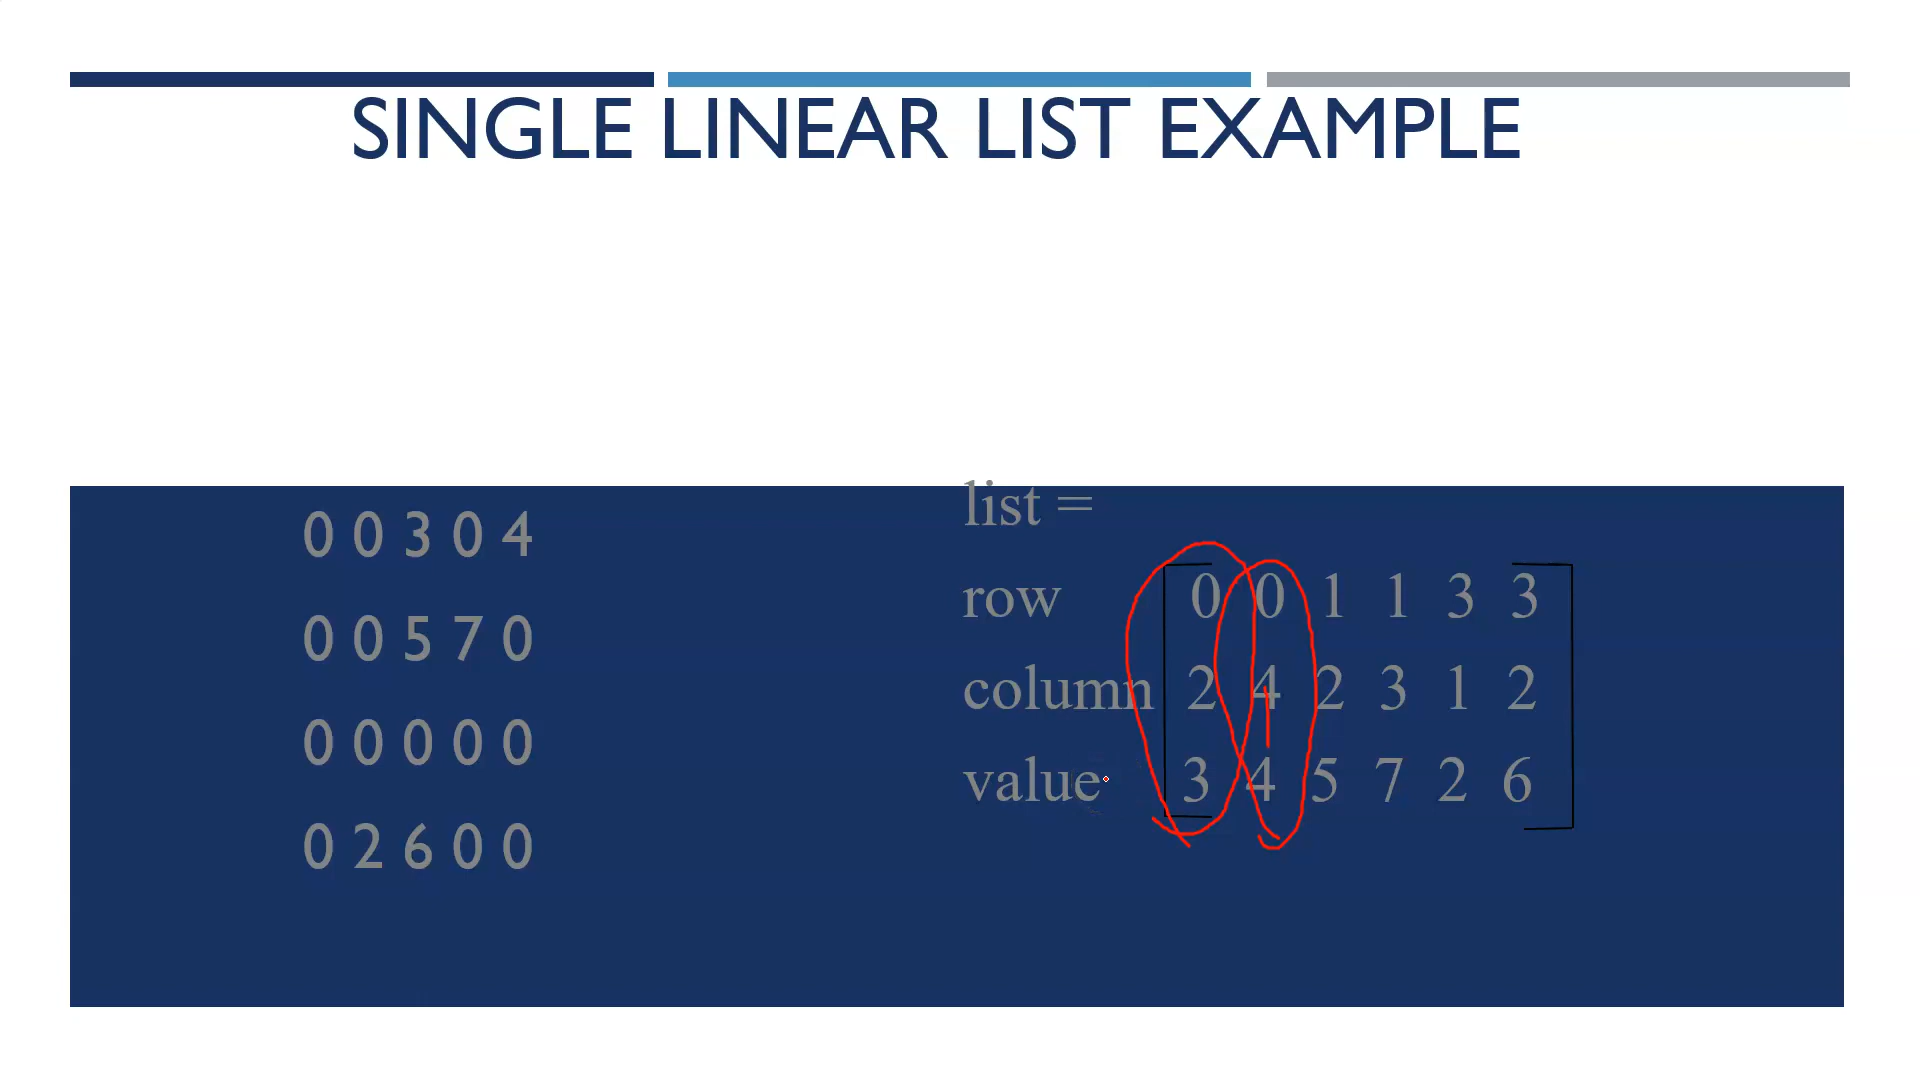 SINGLE LINEAR LIST EXAMPLE
0 0 3 0 4
0 0 5 7 0
0 0 0 0 0
0 2 6 0 0
list =
row 0 0 1 1 3 3
column 2 4 2 3 1 2
value 3 4 5 7 2 6